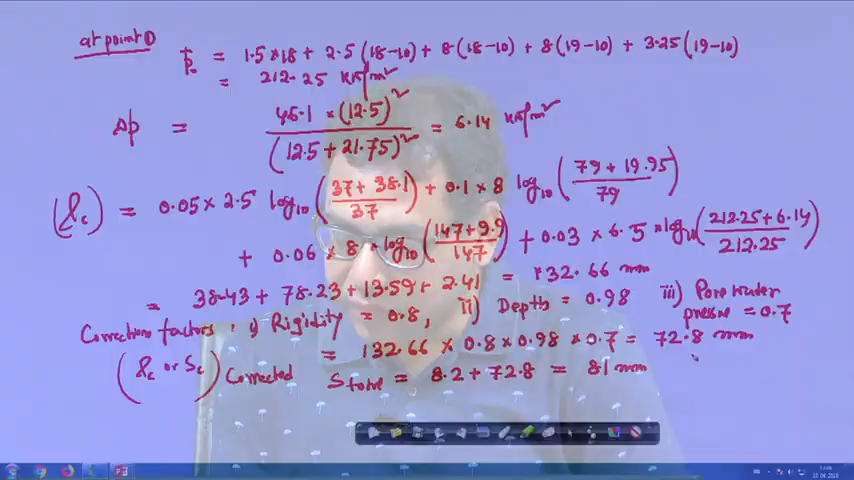 at point ①
p̄₀ = 1.5×18 + 2.5(18-10) + 8(18-10) + 8(19-10) + 3.25(19-10)
= 212.25 kN/m²
Δp = 45.1 × (12.5)² / (12.5 + 21.75)² = 6.14 kN/m²
(ρc) = 0.05 × 2.5 log₁₀ (37 + 38.1 / 37) + 0.1 × 8 log₁₀ (79 + 19.95 / 79)
+ 0.06 × 8 × log₁₀ (147 + 9.9 / 147) + 0.03 × 6.5 × log₁₀ (212.25 + 6.14 / 212.25)
= 38.43 + 78.23 + 13.59 + 2.41 = 132.66 mm
Correction factors, i) Rigidity = 0.8, ii) Depth = 0.98 iii) Pore water pressure = 0.7
(ρc or Sc) Corrected = 132.66 × 0.8 × 0.98 × 0.7 = 72.8 mm
Stotal = 8.2 + 72.8 = 81 mm